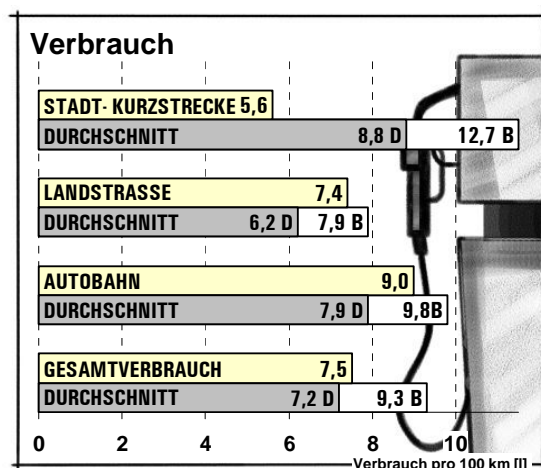 Verbrauch
STADT- KURZSTRECKE 5,6
DURCHSCHNITT 8,8 D 12,7 B
LANDSTRASSE 7,4
DURCHSCHNITT 6,2 D 7,9 B
AUTOBAHN 9,0
DURCHSCHNITT 7,9 D 9,8B
GESAMTVERBRAUCH 7,5
DURCHSCHNITT 7,2 D 9,3 B
0 2 4 6 8 10
Verbrauch pro 100 km [l]